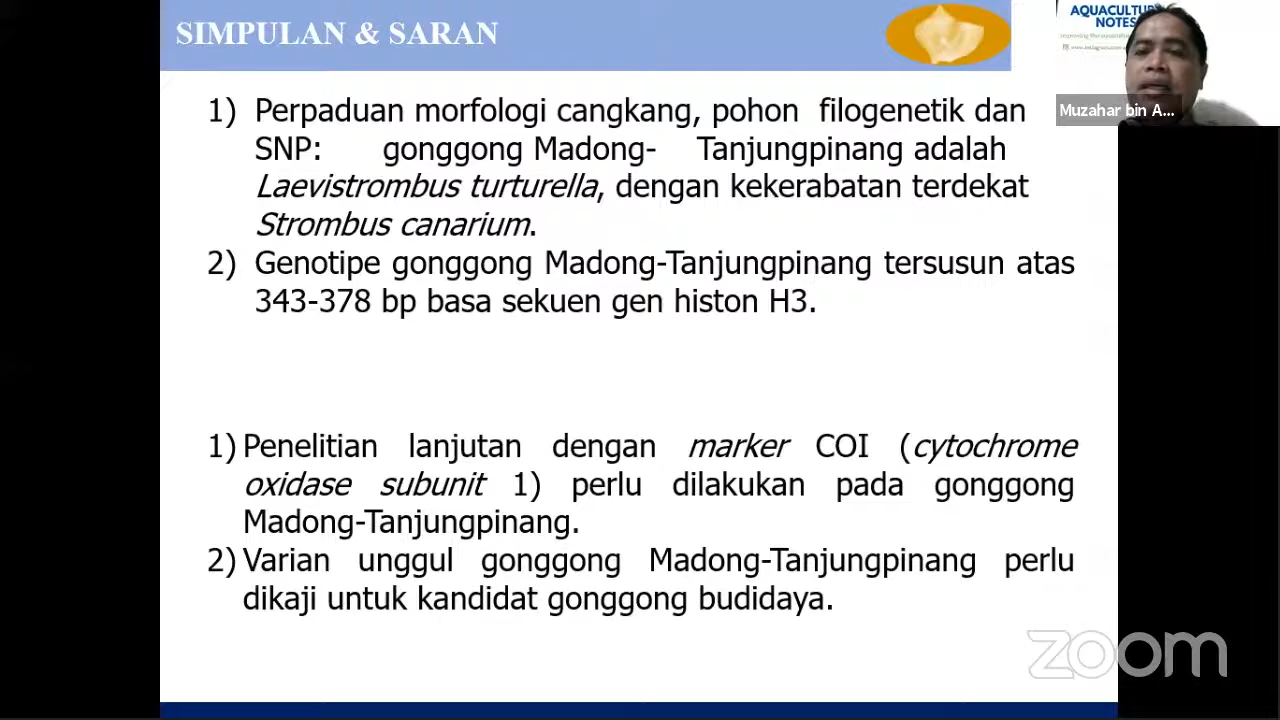 SIMPULAN & SARAN
AQUACULTUR
NOTES
Muzahar bin A...
1) Perpaduan morfologi cangkang, pohon filogenetik dan
SNP: gonggong Madong- Tanjungpinang adalah
Laevistrombus turturella, dengan kekerabatan terdekat
Strombus canarium.
2) Genotipe gonggong Madong-Tanjungpinang tersusun atas
343-378 bp basa sekuen gen histon H3.
1) Penelitian lanjutan dengan marker COI (cytochrome
oxidase subunit 1) perlu dilakukan pada gonggong
Madong-Tanjungpinang.
2) Varian unggul gonggong Madong-Tanjungpinang perlu
dikaji untuk kandidat gonggong budidaya.
zoom